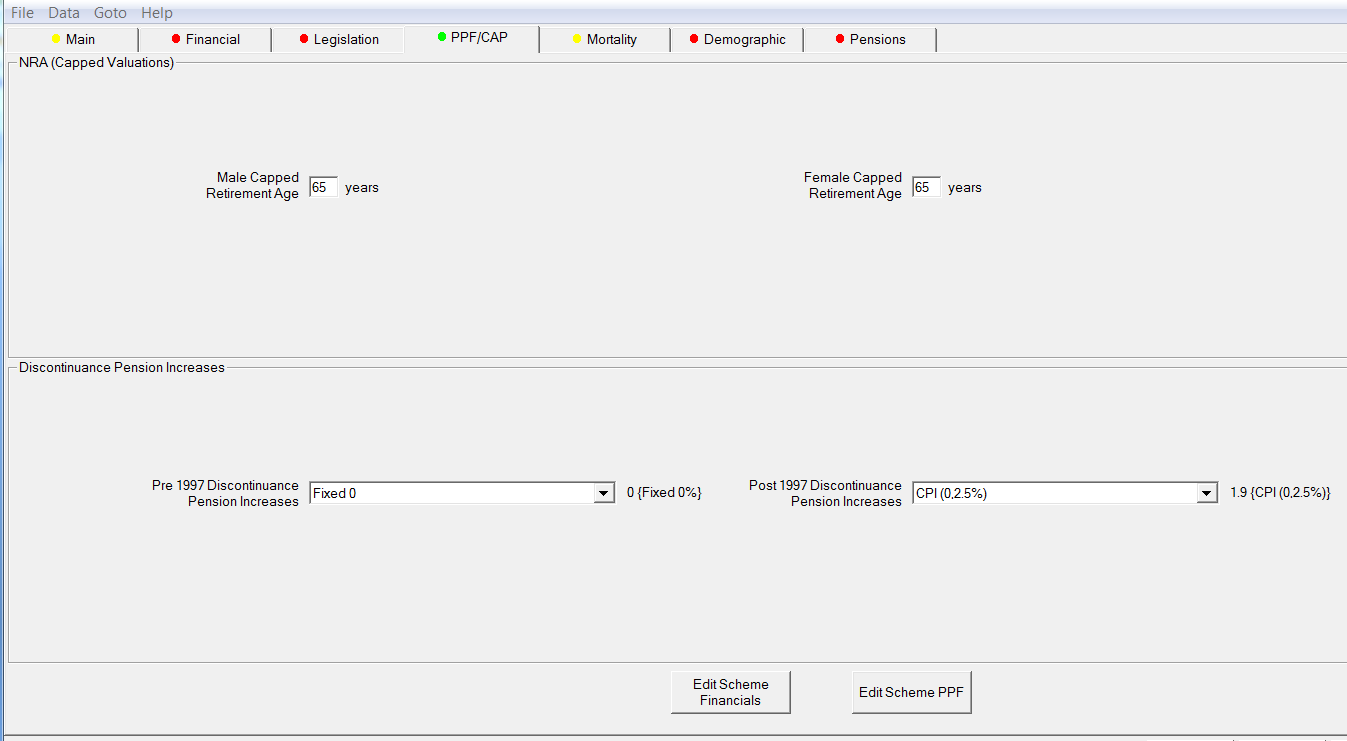 File Data Goto Help
Main Financial Legislation PPF/CAP Mortality Demographic Pensions
NRA (Capped Valuations)
Male Capped
Retirement Age 65 years
Female Capped
Retirement Age 65 years
Discontinuance Pension Increases
Pre 1997 Discontinuance
Pension Increases Fixed 0 0 {Fixed 0%}
Post 1997 Discontinuance
Pension Increases CPI (0,2.5%) 1.9 {CPI (0,2.5%)}
Edit Scheme
Financials
Edit Scheme PPF